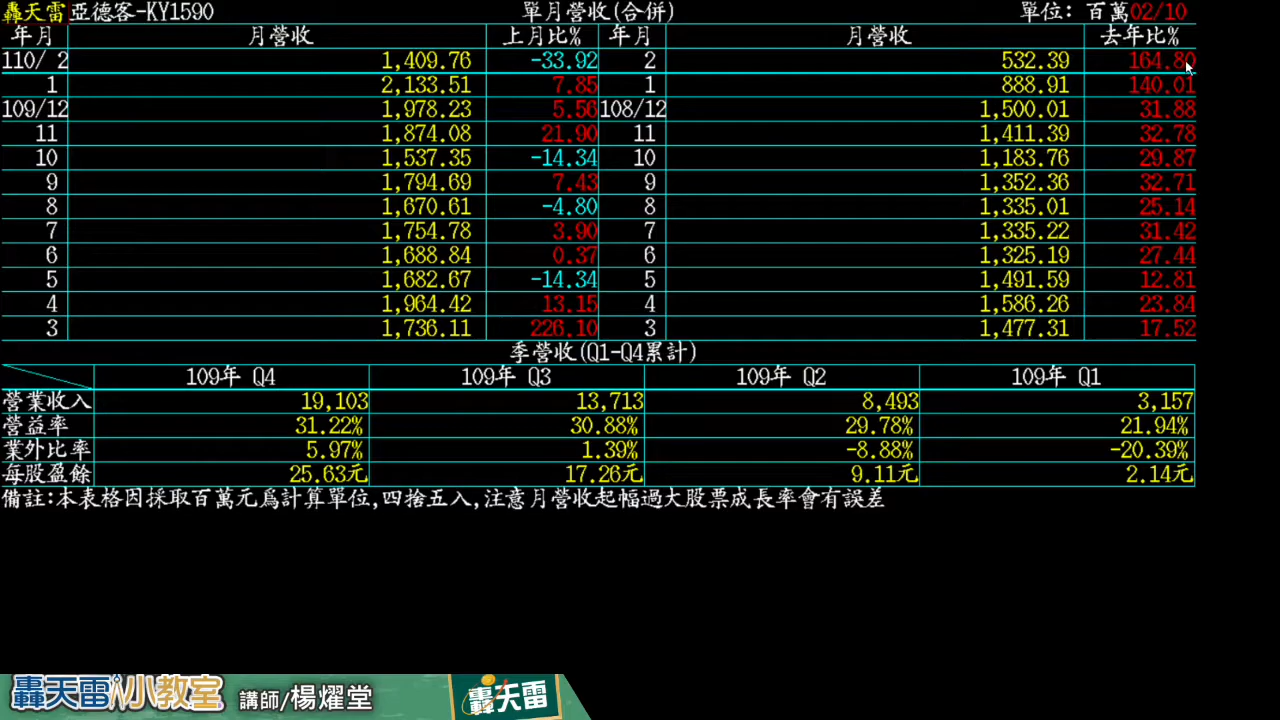 轟天雷 亞德客-KY1590 單月營收(合併) 單位: 百萬02/10
年月 月營收 上月比% 年月 月營收 去年比%
110/ 2 1,409.76 -33.92 2 532.39 164.80
1 2,133.51 7.85 1 888.91 140.01
109/12 1,978.23 5.56 108/12 1,500.01 31.88
11 1,874.08 21.90 11 1,411.39 32.78
10 1,537.35 -14.34 10 1,183.76 29.87
9 1,794.69 7.43 9 1,352.36 32.71
8 1,670.61 -4.80 8 1,335.01 25.14
7 1,754.78 3.90 7 1,335.22 31.42
6 1,688.84 0.37 6 1,325.19 27.44
5 1,682.67 -14.34 5 1,491.59 12.81
4 1,964.42 13.15 4 1,586.26 23.84
3 1,736.11 226.10 3 1,477.31 17.52
季營收(Q1-Q4累計)
109年 Q4 109年 Q3 109年 Q2 109年 Q1
營業收入 19,103 13,713 8,493 3,157
營益率 31.22% 30.88% 29.78% 21.94%
業外比率 5.97% 1.39% -8.88% -20.39%
每股盈餘 25.63元 17.26元 9.11元 2.14元
備註:本表格因採取百萬元為計算單位,四捨五入,注意月營收起幅過大股票成長率會有誤差
轟天雷小教室 講師/楊燿堂 轟天雷